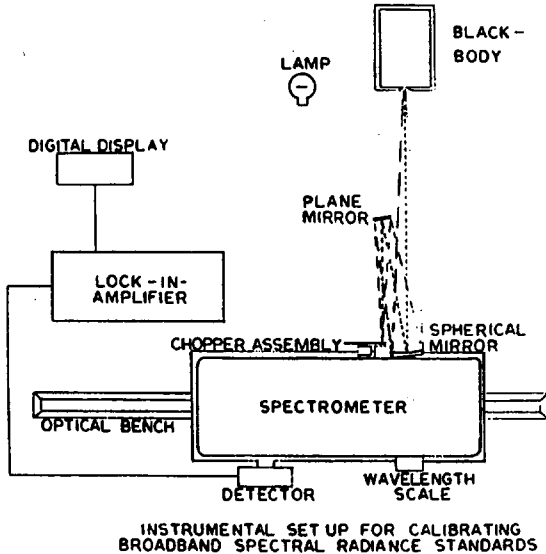 BLACK-
BODY
LAMP
DIGITAL DISPLAY
PLANE
MIRROR
LOCK-IN-
AMPLIFIER
CHOPPER ASSEMBLY
SPHERICAL
MIRROR
SPECTROMETER
OPTICAL BENCH
DETECTOR
WAVELENGTH
SCALE
INSTRUMENTAL SET UP FOR CALIBRATING
BROADBAND SPECTRAL RADIANCE STANDARDS